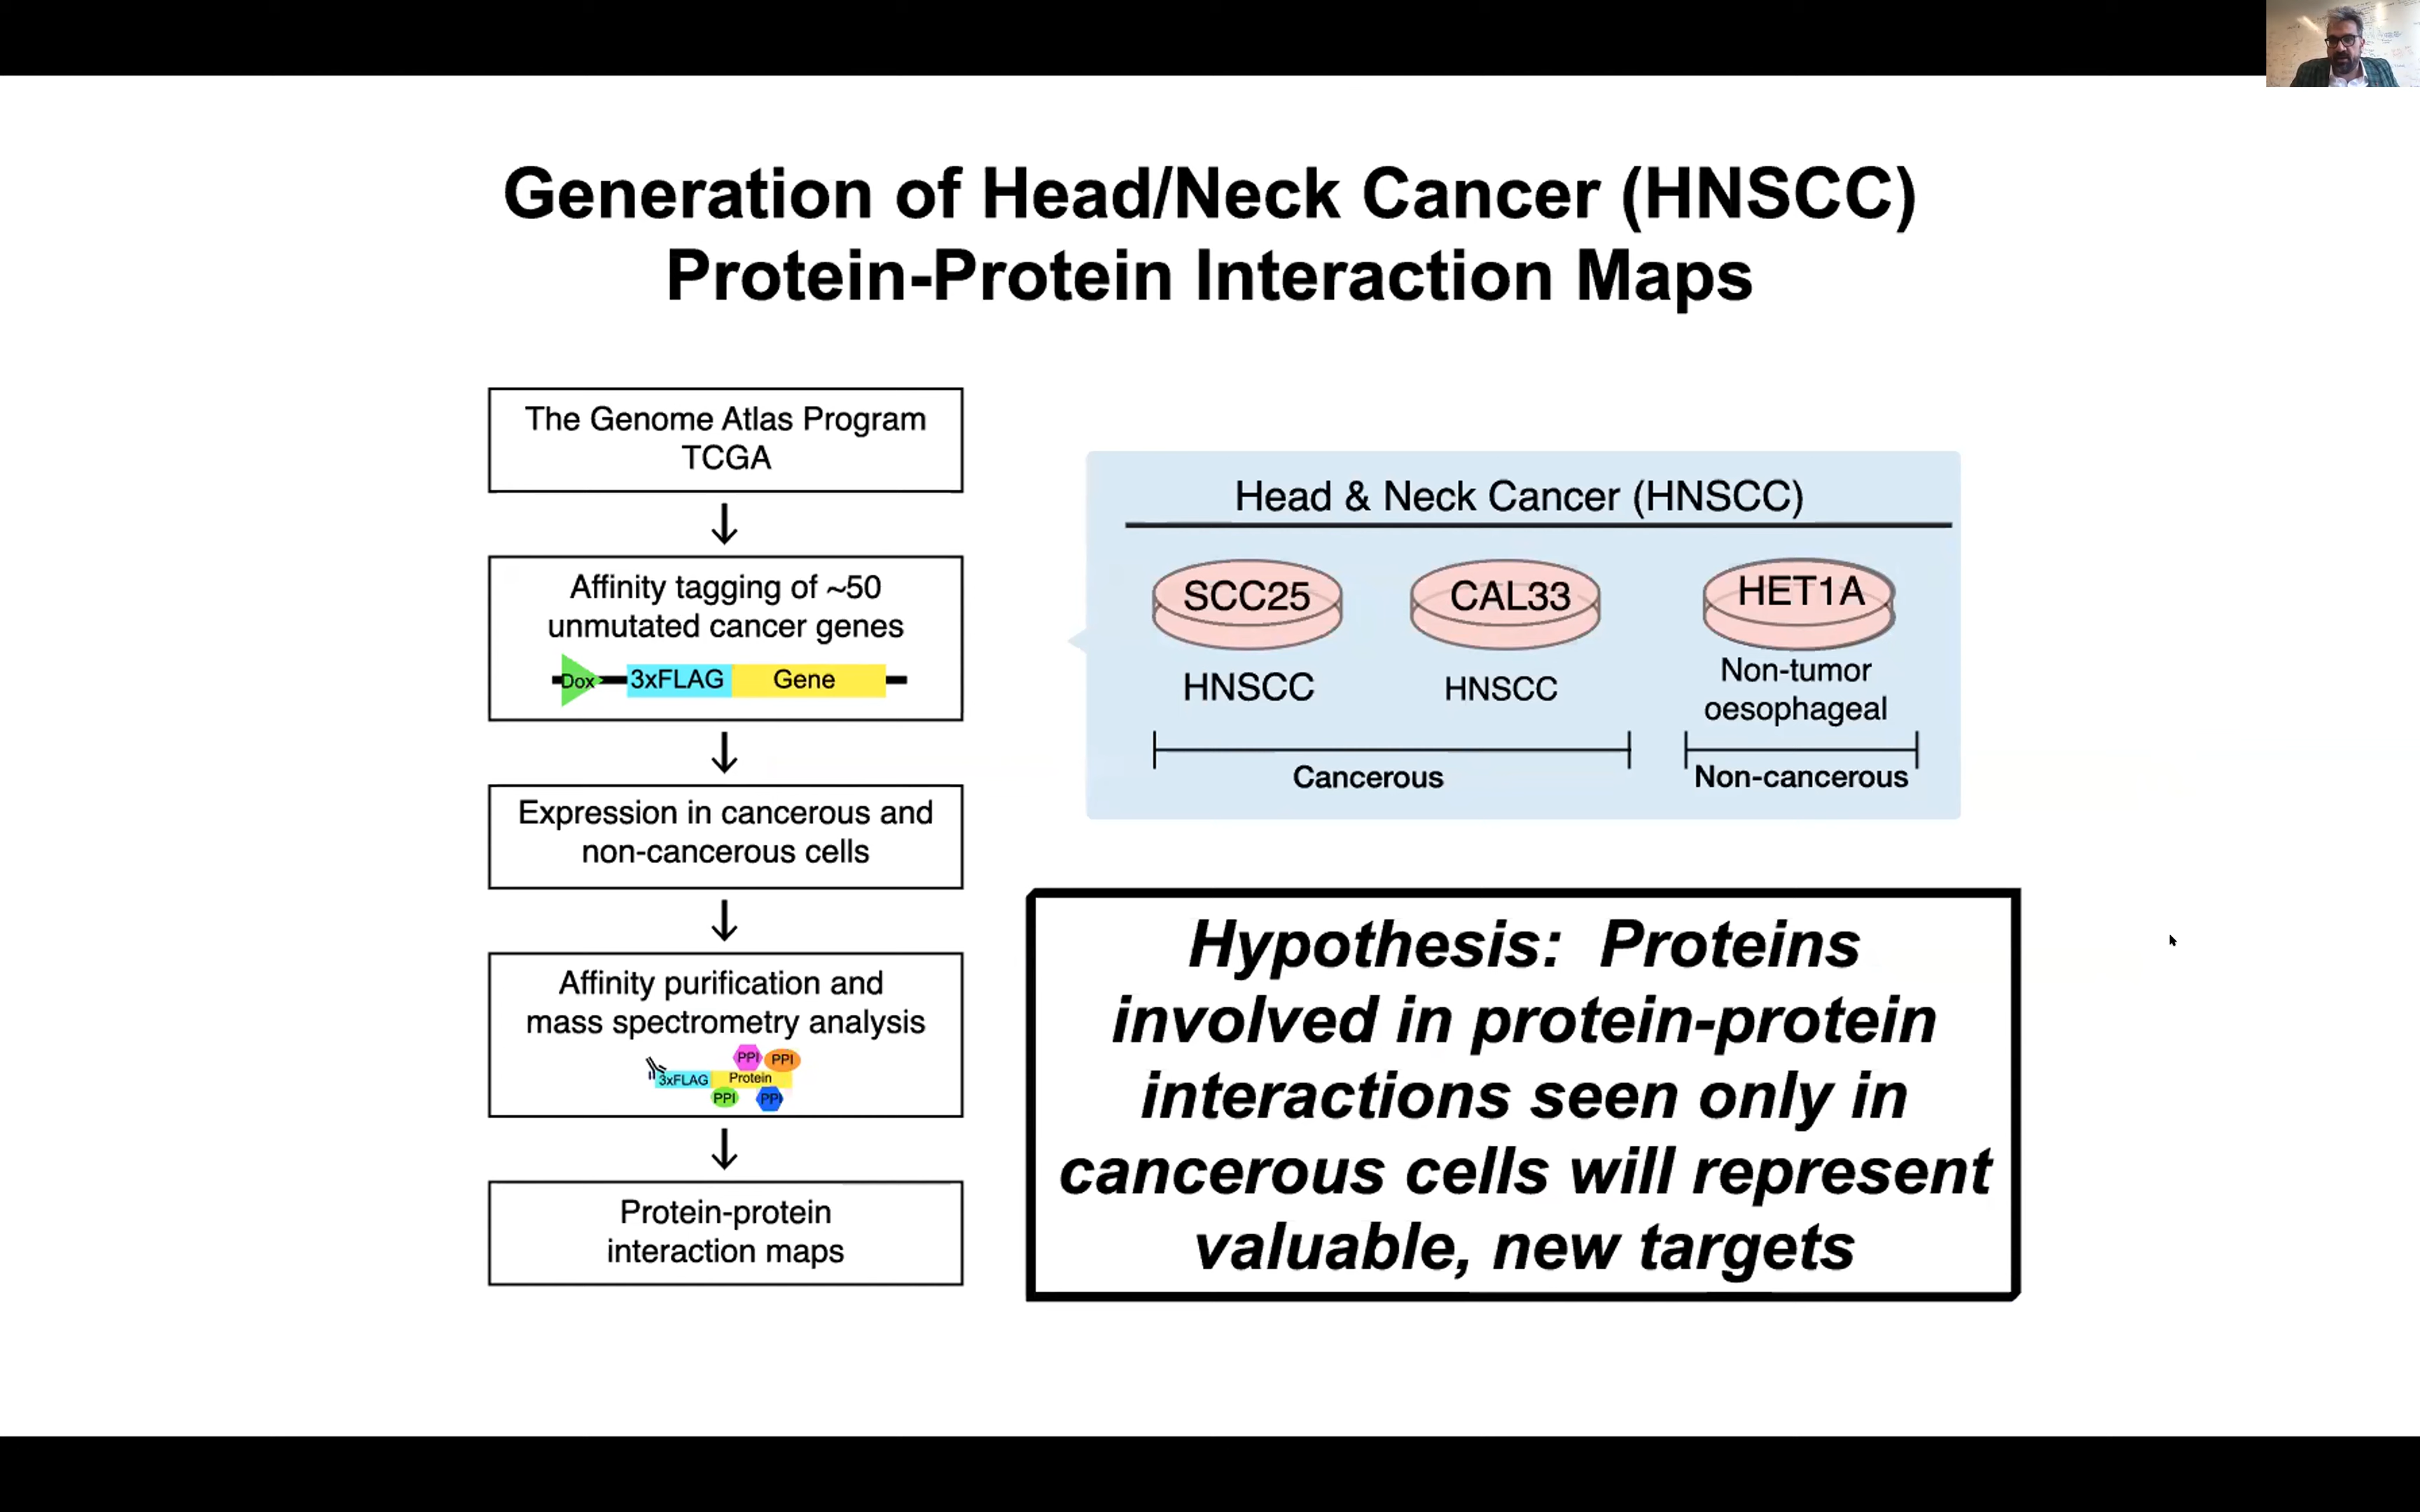 Generation of Head/Neck Cancer (HNSCC)
Protein-Protein Interaction Maps
The Genome Atlas Program
TCGA
Affinity tagging of ~50
unmutated cancer genes
Dox 3xFLAG Gene
Expression in cancerous and
non-cancerous cells
Affinity purification and
mass spectrometry analysis
PPI PPI
3xFLAG Protein
PPI PPI
Protein-protein
interaction maps
Head & Neck Cancer (HNSCC)
SCC25 CAL33 HET1A
HNSCC HNSCC Non-tumor
oesophageal
Cancerous Non-cancerous
Hypothesis: Proteins
involved in protein-protein
interactions seen only in
cancerous cells will represent
valuable, new targets